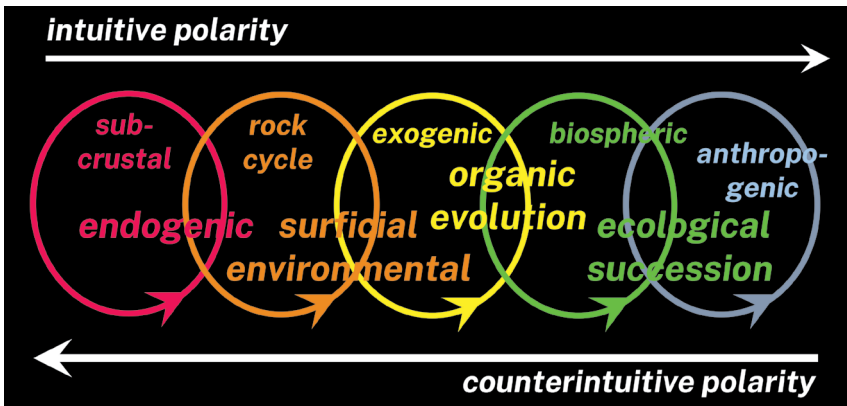 intuitive polarity
sub-
crustal
rock
cycle
exogenic
biospheric
anthropo-
genic
organic
evolution
endogenic
surficial
environmental
ecological
succession
counterintuitive polarity